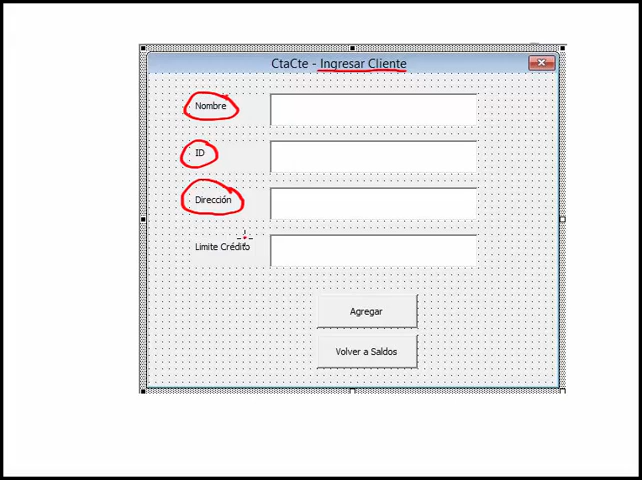 CtaCte - Ingresar Cliente
Nombre
ID
Dirección
Limite Crédito
Agregar
Volver a Saldos